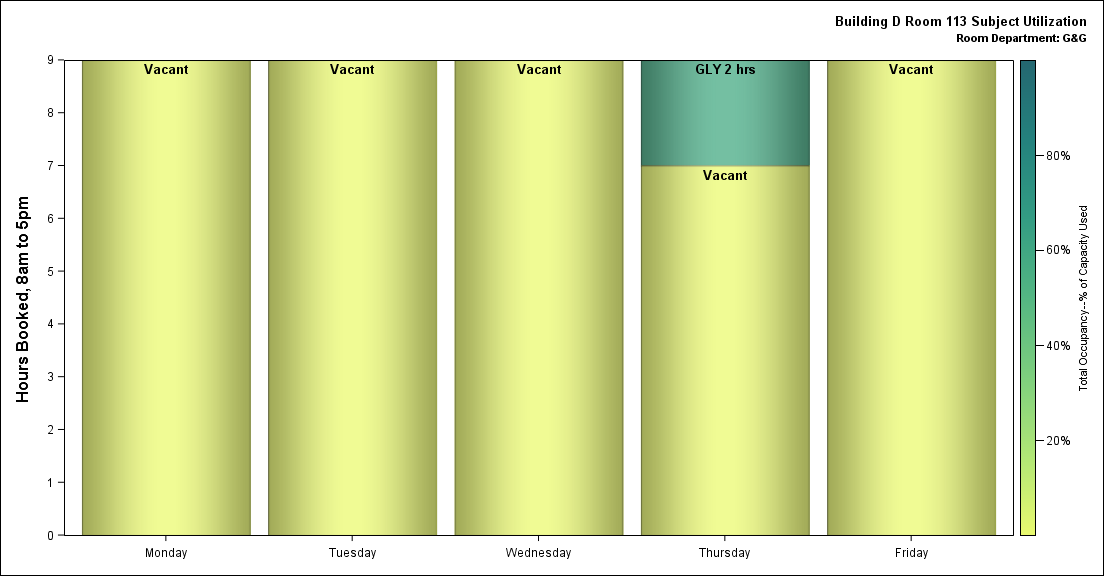 Building D Room 113 Subject Utilization
Room Department: G&G
Hours Booked, 8am to 5pm
9
8
7
6
5
4
3
2
1
0
Vacant
Vacant
Vacant
GLY 2 hrs
Vacant
Vacant
Monday
Tuesday
Wednesday
Thursday
Friday
80%
60%
40%
20%
Total Occupancy--% of Capacity Used